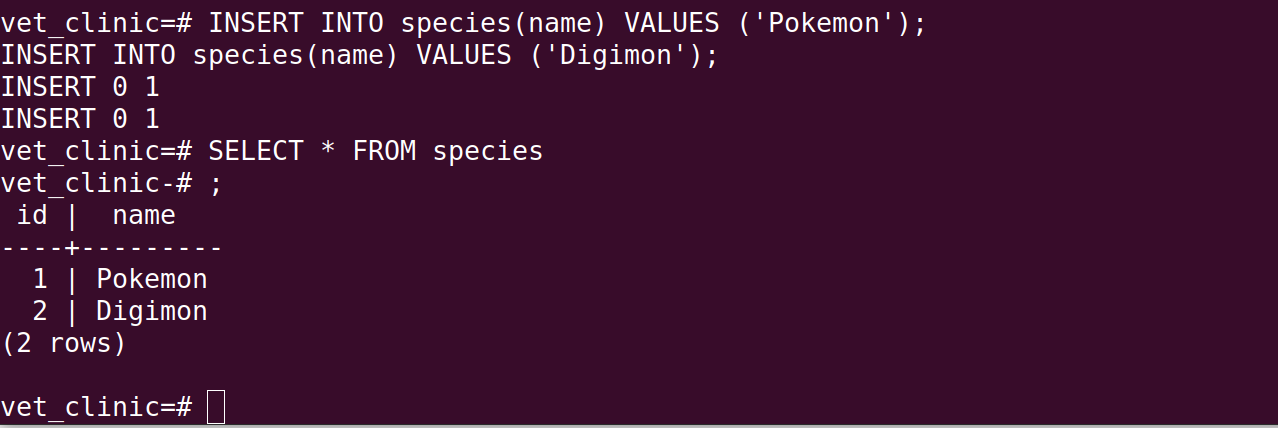 vet_clinic=# INSERT INTO species(name) VALUES ('Pokemon');
INSERT INTO species(name) VALUES ('Digimon');
INSERT 0 1
INSERT 0 1
vet_clinic=# SELECT * FROM species
vet_clinic-# ;
 id |  name
----+---------
  1 | Pokemon
  2 | Digimon
(2 rows)

vet_clinic=#